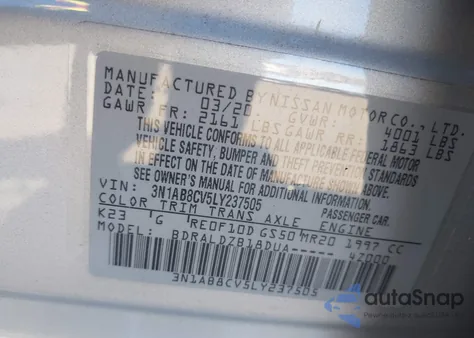 MANUFACTURED BY NISSAN MOTOR CO., LTD.
DATE: 03/20 GVWR: 4001 LBS
GAWR FR: 2161 LBS GAWR RR: 1863 LBS
THIS VEHICLE CONFORMS TO ALL APPLICABLE FEDERAL MOTOR
VEHICLE SAFETY, BUMPER AND THEFT PREVENTION STANDARDS
IN EFFECT ON THE DATE OF MANUFACTURE SHOWN ABOVE.
SEE OWNER'S MANUAL FOR ADDITIONAL INFORMATION.
VIN: 3N1AB8CV5LY237505 PASSENGER CAR
COLOR TRIM TRANS AXLE ENGINE
K23 G RE0F10D GS50 MR20 1997 CC
BDRALDZB18DUA----- 4Z000
3N1AB8CV5LY237505
autoSnap